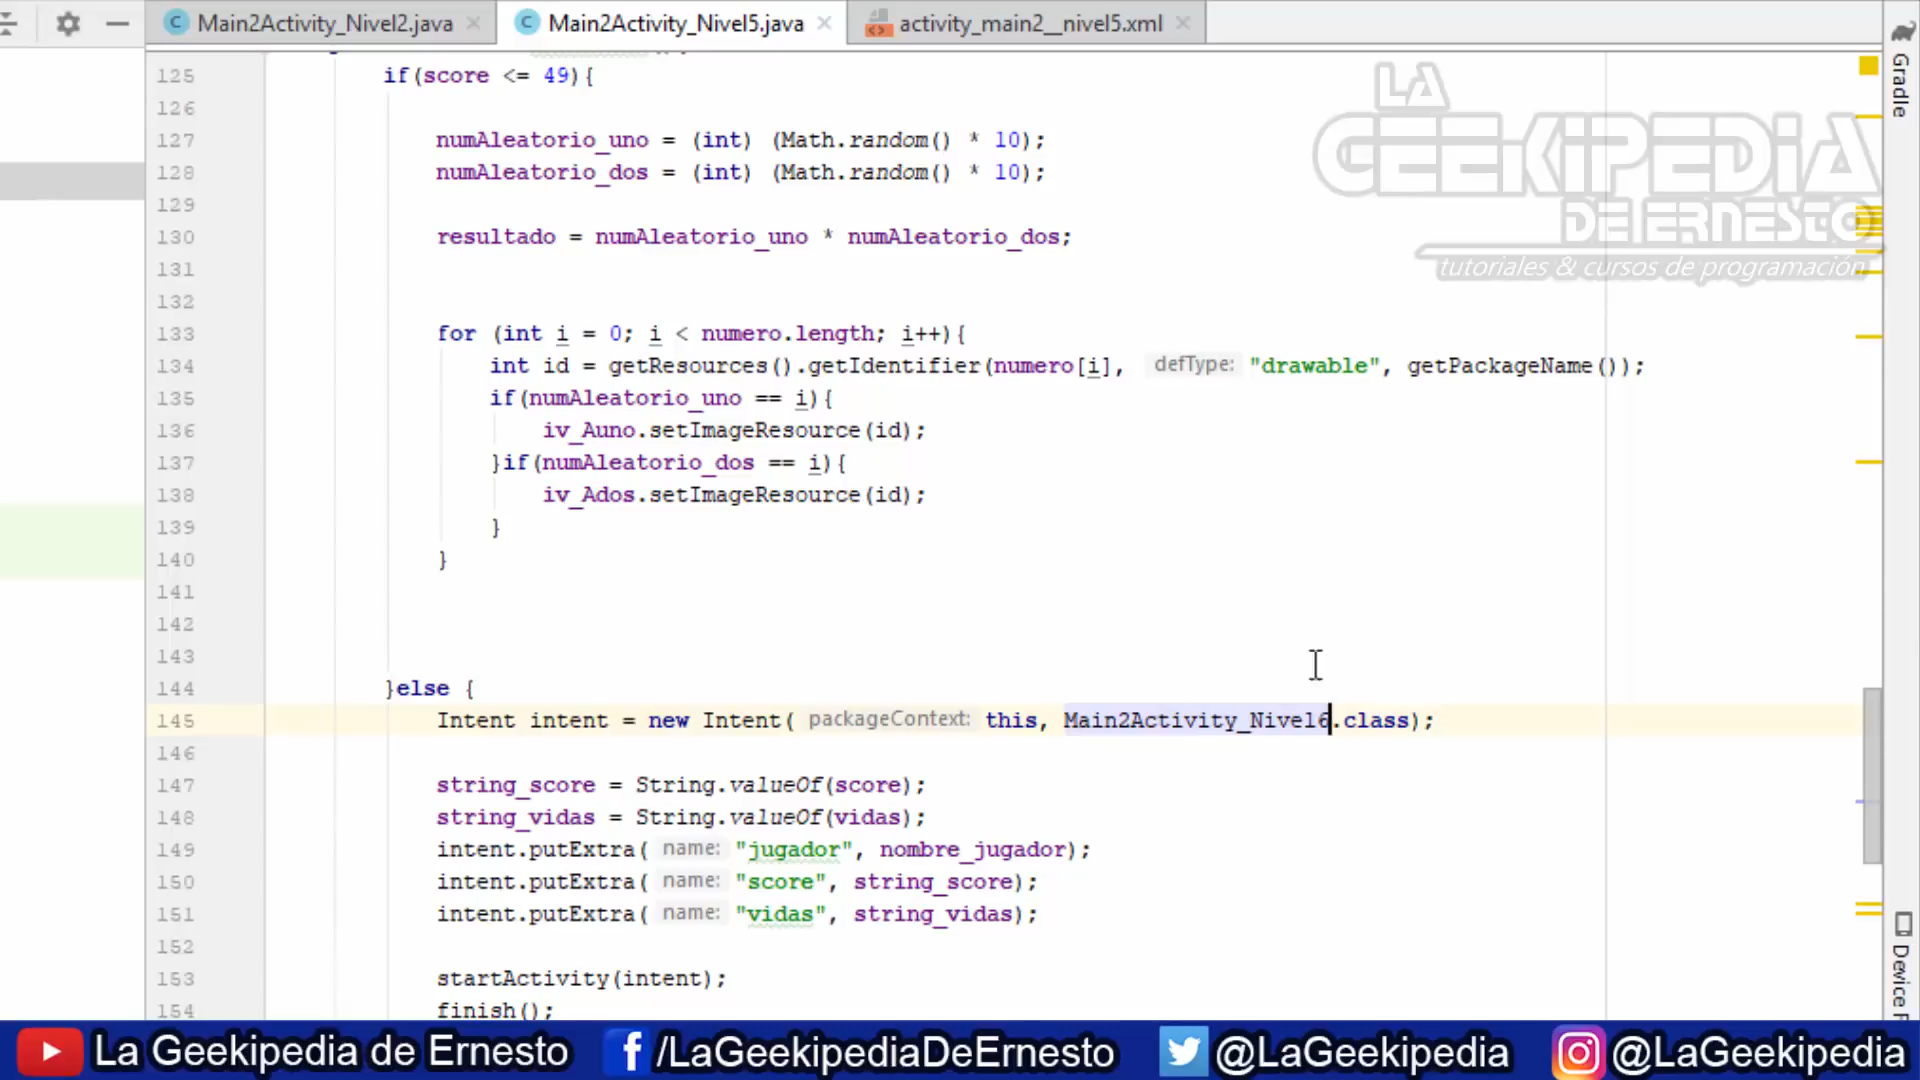 Main2Activity_Nivel2.java
Main2Activity_Nivel5.java
activity_main2__nivel5.xml
Gradle
LA
GEEKIPEDIA
DE ERNESTO
tutoriales & cursos de programación
125 if(score <= 49){
126
127 numAleatorio_uno = (int) (Math.random() * 10);
128 numAleatorio_dos = (int) (Math.random() * 10);
129
130 resultado = numAleatorio_uno * numAleatorio_dos;
131
132
133 for (int i = 0; i < numero.length; i++){
134 int id = getResources().getIdentifier(numero[i], defType: "drawable", getPackageName());
135 if(numAleatorio_uno == i){
136 iv_Auno.setImageResource(id);
137 }if(numAleatorio_dos == i){
138 iv_Ados.setImageResource(id);
139 }
140 }
141
142
143
144 }else {
145 Intent intent = new Intent( packageContext: this, Main2Activity_Nivel6.class);
146
147 string_score = String.valueOf(score);
148 string_vidas = String.valueOf(vidas);
149 intent.putExtra( name: "jugador", nombre_jugador);
150 intent.putExtra( name: "score", string_score);
151 intent.putExtra( name: "vidas", string_vidas);
152
153 startActivity(intent);
154 finish();
Device
La Geekipedia de Ernesto
/LaGeekipediaDeErnesto
@LaGeekipedia
@LaGeekipedia